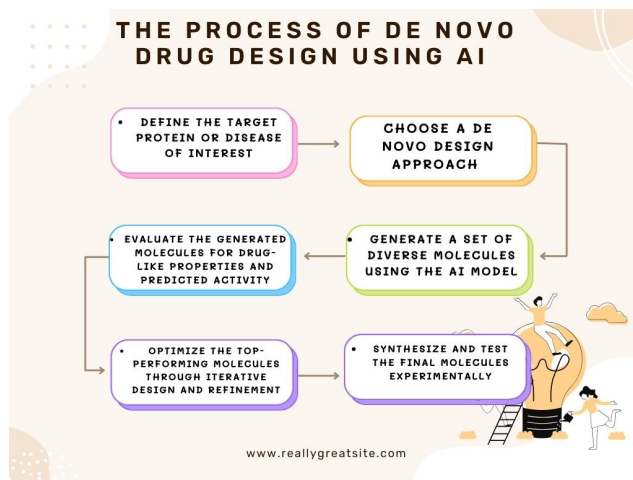 THE PROCESS OF DE NOVO
DRUG DESIGN USING AI
• DEFINE THE TARGET
PROTEIN OR DISEASE
OF INTEREST
CHOOSE A DE
NOVO DESIGN
APPROACH
• GENERATE A SET OF
DIVERSE MOLECULES
USING THE AI MODEL
• EVALUATE THE GENERATED
MOLECULES FOR DRUG-
LIKE PROPERTIES AND
PREDICTED ACTIVITY
• OPTIMIZE THE TOP-
PERFORMING MOLECULES
THROUGH ITERATIVE
DESIGN AND REFINEMENT
• SYNTHESIZE AND TEST
THE FINAL MOLECULES
EXPERIMENTALLY
www.reallygreatsite.com